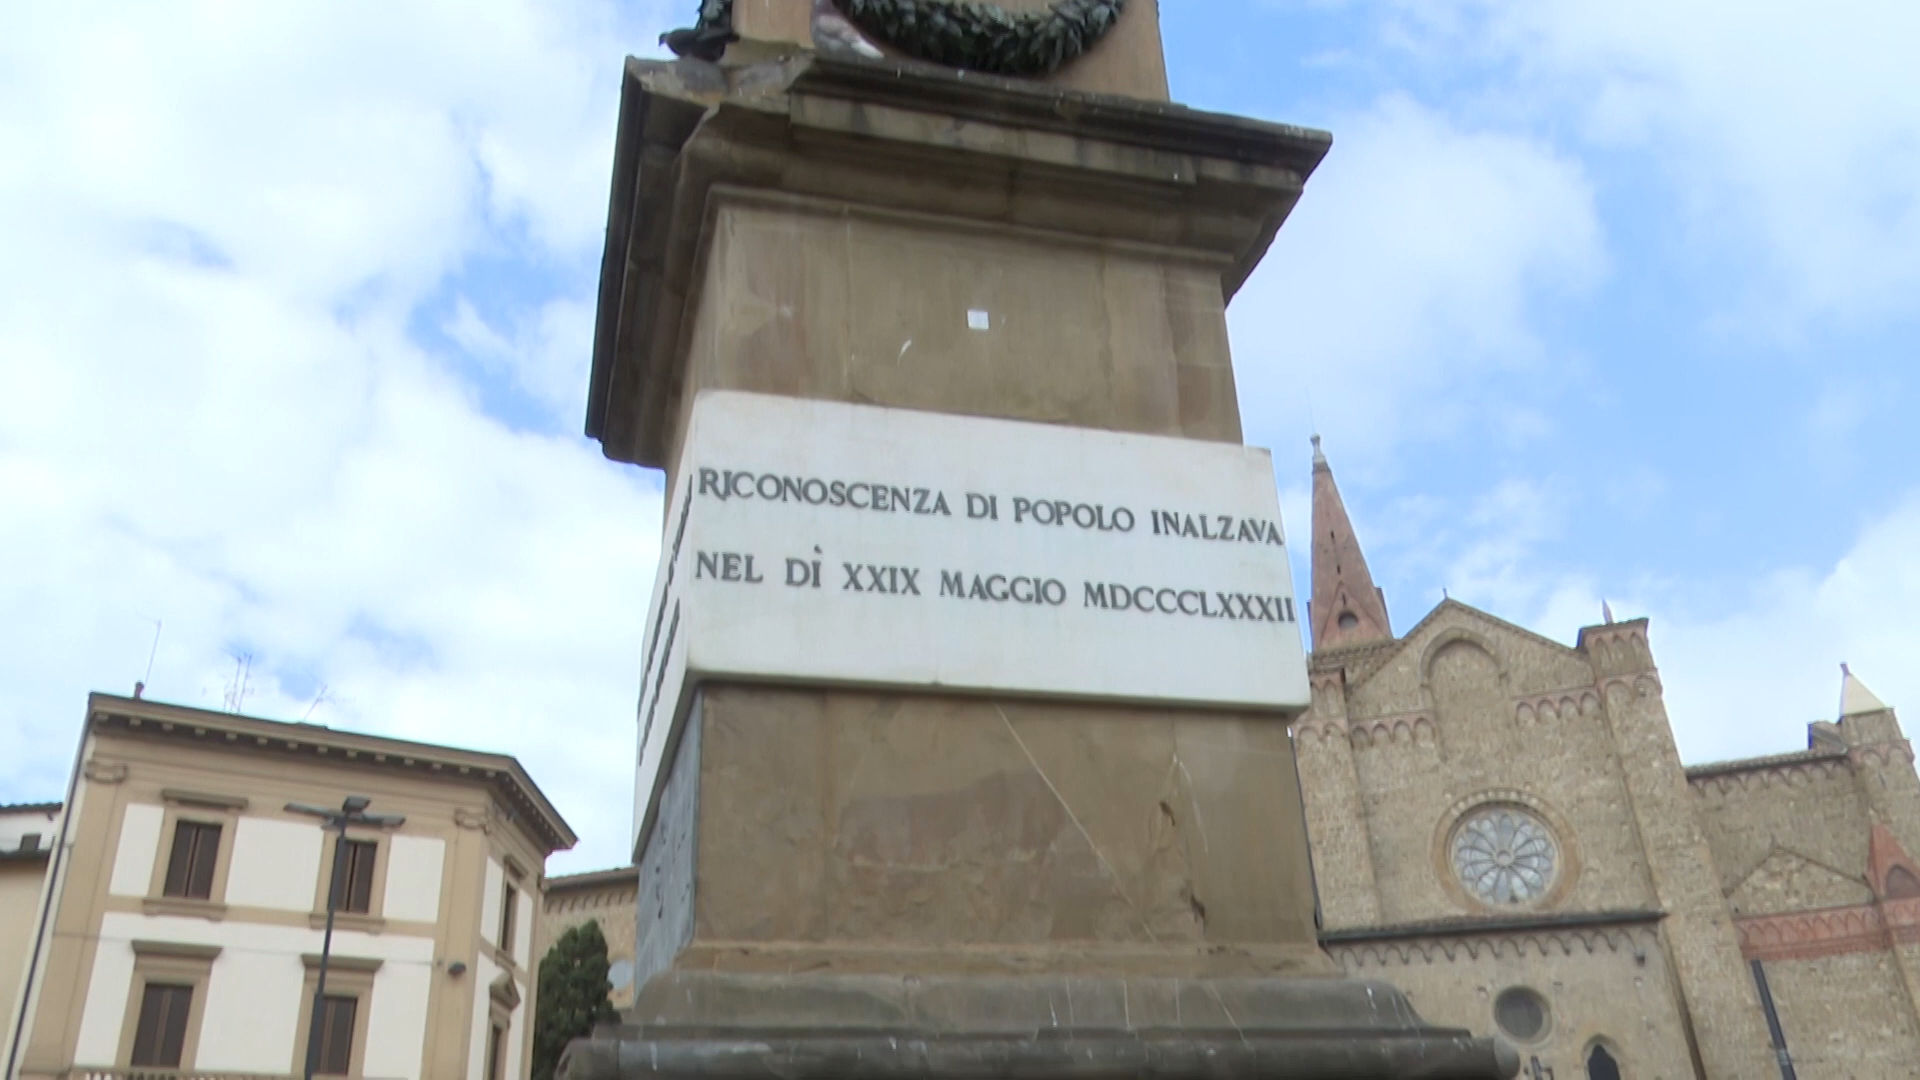 RICONOSCENZA DI POPOLO INALZAVA
NEL DÌ XXIX MAGGIO MDCCCLXXXII